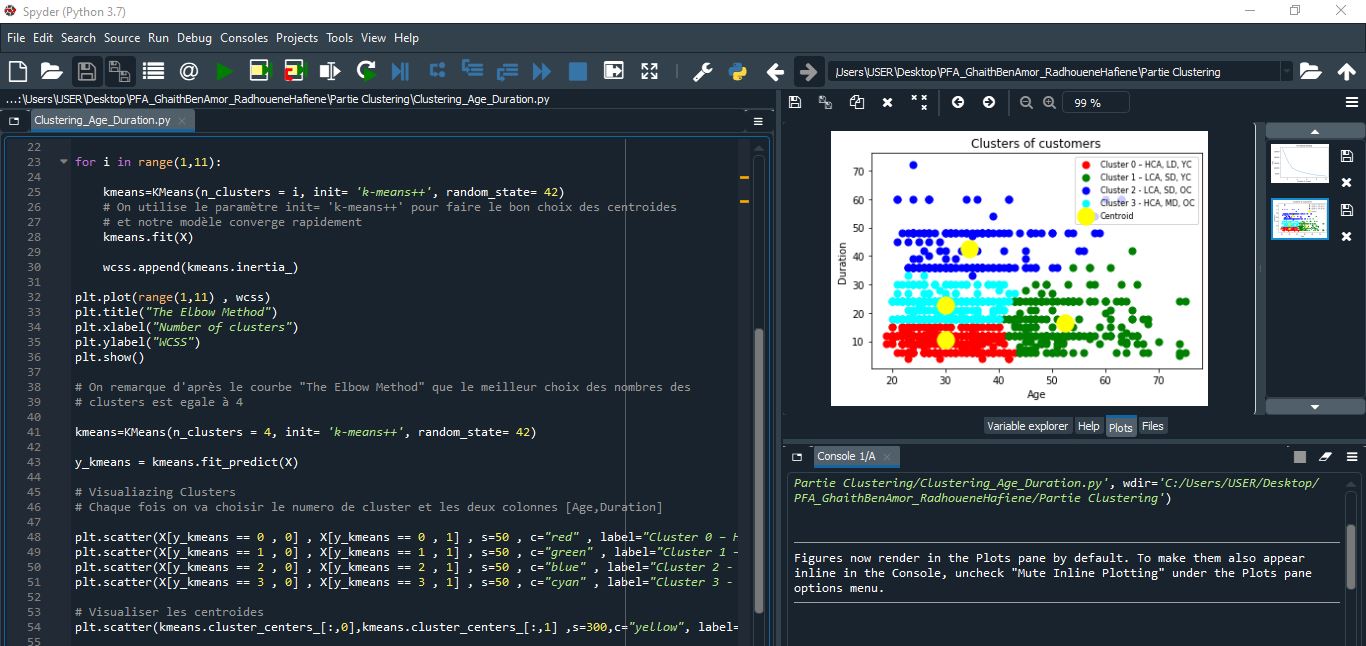 Spyder (Python 3.7)
File Edit Search Source Run Debug Consoles Projects Tools View Help
@
Users\USER\Desktop\PFA_GhaithBenAmor_RadhoueneHafiene\Partie Clustering
...:\Users\USER\Desktop\PFA_GhaithBenAmor_RadhoueneHafiene\Partie Clustering\Clustering_Age_Duration.py
Clustering_Age_Duration.py
22
23 for i in range(1,11):
24
25 kmeans=KMeans(n_clusters = i, init= 'k-means++', random_state= 42)
26 # On utilise le paramètre init= 'k-means++' pour faire le bon choix des centroides
27 # et notre modèle converge rapidement
28 kmeans.fit(X)
29
30 wcss.append(kmeans.inertia_)
31
32 plt.plot(range(1,11) , wcss)
33 plt.title("The Elbow Method")
34 plt.xlabel("Number of clusters")
35 plt.ylabel("WCSS")
36 plt.show()
37
38 # On remarque d'après le courbe "The Elbow Method" que le meilleur choix des nombres des
39 # clusters est egale à 4
40
41 kmeans=KMeans(n_clusters = 4, init= 'k-means++', random_state= 42)
42
43 y_kmeans = kmeans.fit_predict(X)
44
45 # Visualiazing Clusters
46 # Chaque fois on va choisir le numero de cluster et les deux colonnes [Age,Duration]
47
48 plt.scatter(X[y_kmeans == 0 , 0] , X[y_kmeans == 0 , 1] , s=50 , c="red" , label="Cluster 0 – H
49 plt.scatter(X[y_kmeans == 1 , 0] , X[y_kmeans == 1 , 1] , s=50 , c="green" , label="Cluster 1 –
50 plt.scatter(X[y_kmeans == 2 , 0] , X[y_kmeans == 2 , 1] , s=50 , c="blue" , label="Cluster 2 -
51 plt.scatter(X[y_kmeans == 3 , 0] , X[y_kmeans == 3 , 1] , s=50 , c="cyan" , label="Cluster 3 -
52
53 # Visualiser les centroides
54 plt.scatter(kmeans.cluster_centers_[:,0],kmeans.cluster_centers_[:,1] ,s=300,c="yellow", label=
55
99 %
Clusters of customers
Cluster 0 – HCA, LD, YC
Cluster 1 – LCA, SD, YC
Cluster 2 - LCA, SD, OC
Cluster 3 - HCA, MD, OC
Centroid
Duration
70
60
50
40
30
20
10
20 30 40 50 60 70
Age
Variable explorer Help Plots Files
Console 1/A
Partie Clustering/Clustering_Age_Duration.py', wdir='C:/Users/USER/Desktop/
PFA_GhaithBenAmor_RadhoueneHafiene/Partie Clustering')
Figures now render in the Plots pane by default. To make them also appear
inline in the Console, uncheck "Mute Inline Plotting" under the Plots pane
options menu.